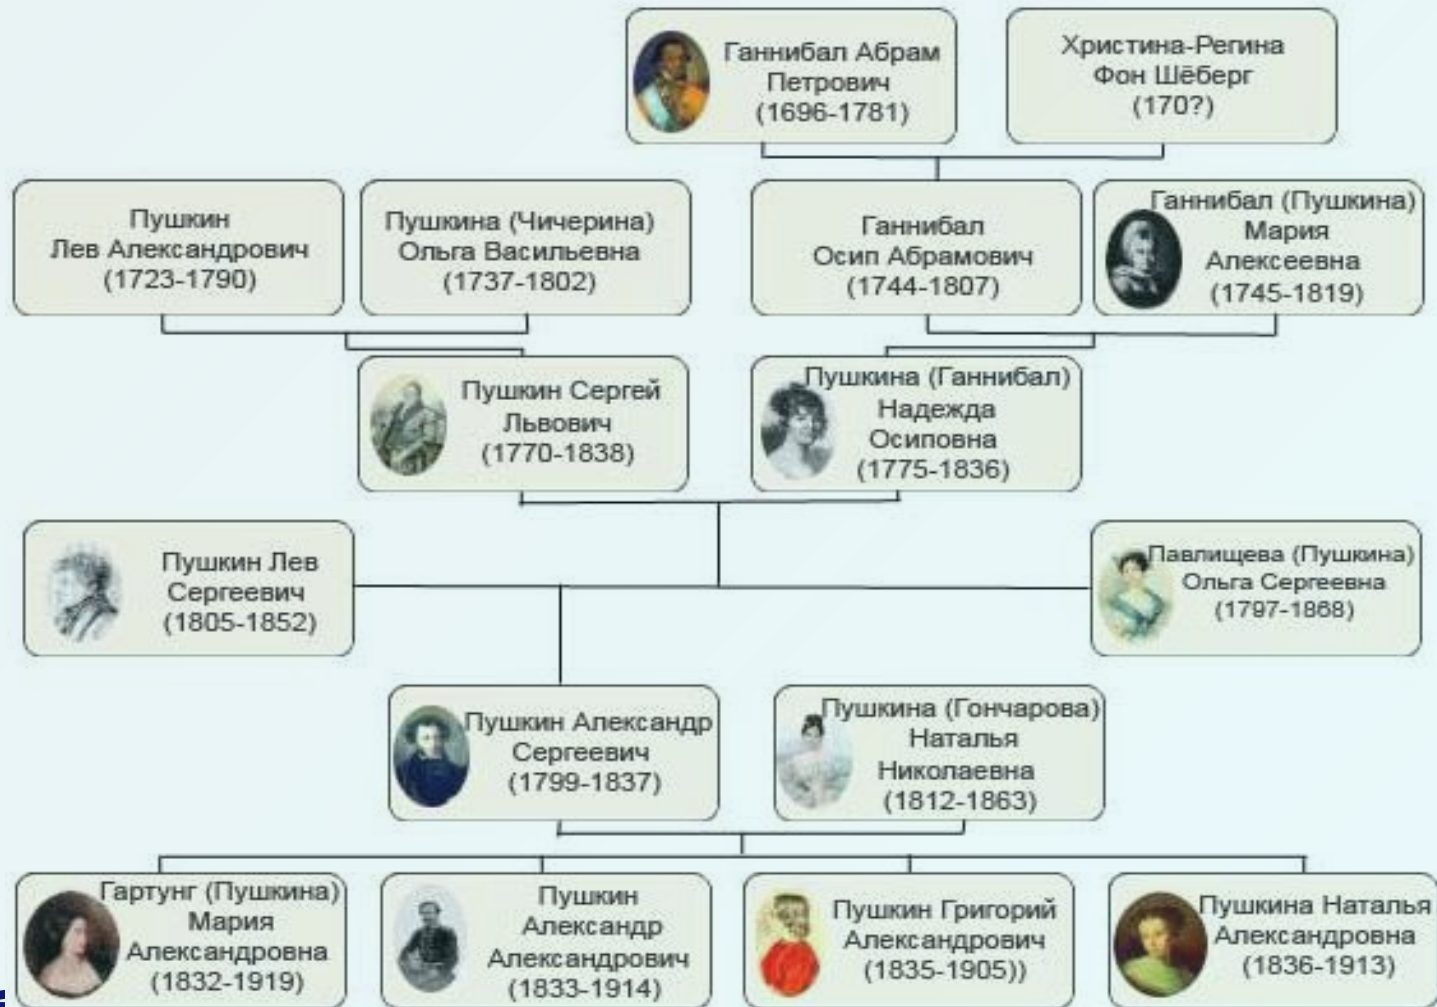 Ганнибал Абрам
Петрович
(1696-1781)
Христина-Регина
Фон Шёберг
(170?)
Пушкин
Лев Александрович
(1723-1790)
Пушкина (Чичерина)
Ольга Васильевна
(1737-1802)
Ганнибал
Осип Абрамович
(1744-1807)
Ганнибал (Пушкина)
Мария
Алексеевна
(1745-1819)
Пушкин Сергей
Львович
(1770-1838)
Пушкина (Ганнибал)
Надежда
Осиповна
(1775-1836)
Пушкин Лев
Сергеевич
(1805-1852)
Павлищева (Пушкина)
Ольга Сергеевна
(1797-1868)
Пушкин Александр
Сергеевич
(1799-1837)
Пушкина (Гончарова)
Наталья
Николаевна
(1812-1863)
Гартунг (Пушкина)
Мария
Александровна
(1832-1919)
Пушкин
Александр
Александрович
(1833-1914)
Пушкин Григорий
Александрович
(1835-1905))
Пушкина Наталья
Александровна
(1836-1913)